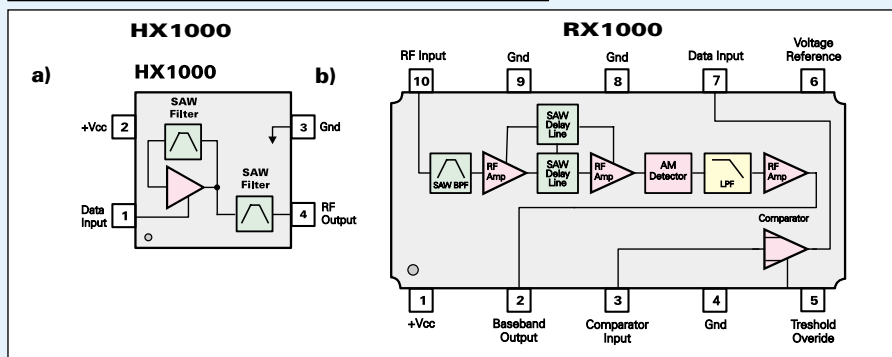 HX1000
RX1000
a)
HX1000
b)
SAW
Filter
+Vcc
2
3
Gnd
SAW
Filter
Data
Input
1
4
RF
Output
RF Input
Gnd
Gnd
Data Input
Voltage
Reference
10
9
8
7
6
SAW
Delay
Line
SAW BPF
RF
Amp
SAW
Delay
Line
RF
Amp
AM
Detector
LPF
RF
Amp
Comparator
1
2
3
4
5
+Vcc
Baseband
Output
Comparator
Input
Gnd
Treshold
Overide